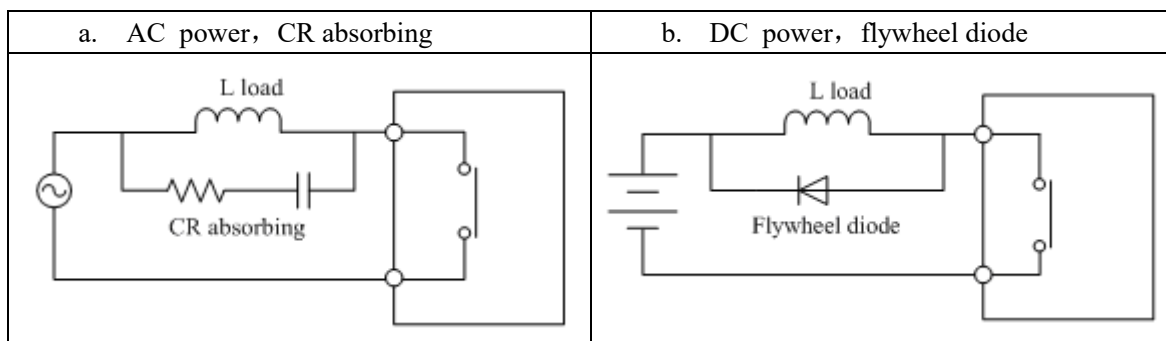 a. AC power，CR absorbing
b. DC power，flywheel diode
L load
CR absorbing
L load
Flywheel diode